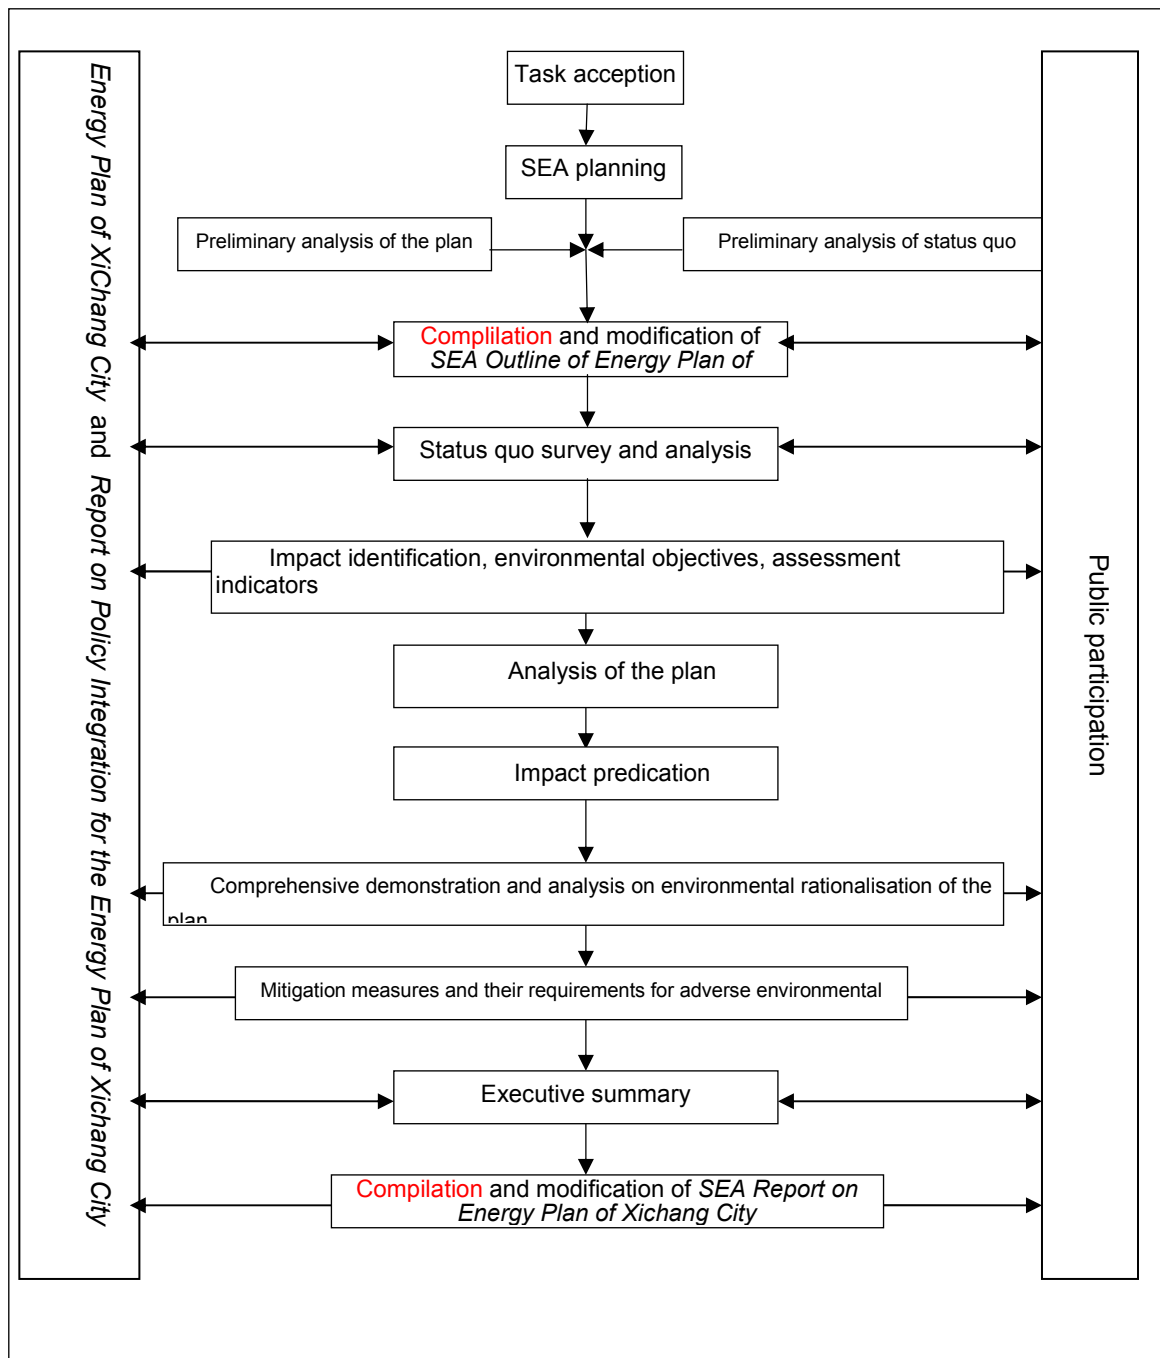 Energy Plan of XiChang City and Report on Policy Integration for the Energy Plan of Xichang City
Task acception
SEA planning
Preliminary analysis of the plan
Preliminary analysis of status quo
Complilation and modification of
SEA Outline of Energy Plan of
Status quo survey and analysis
Impact identification, environmental objectives, assessment
indicators
Analysis of the plan
Impact predication
Comprehensive demonstration and analysis on environmental rationalisation of the
plan
Mitigation measures and their requirements for adverse environmental
Executive summary
Compilation and modification of SEA Report on
Energy Plan of Xichang City
Public participation